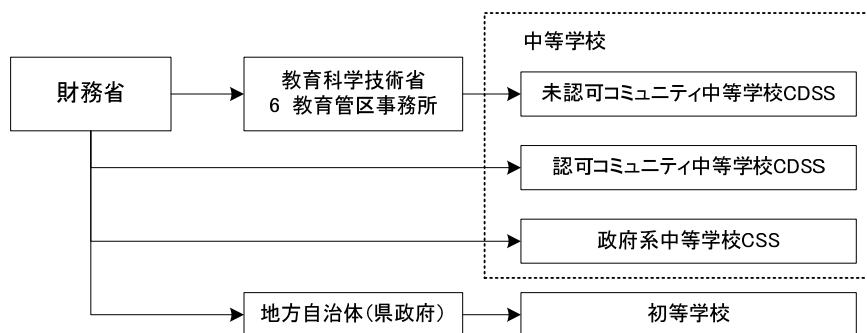 中等学校
財務省
教育科学技術省
6 教育管区事務所
未認可コミュニティ中等学校CDSS
認可コミュニティ中等学校CDSS
政府系中等学校CSS
地方自治体(県政府)
初等学校